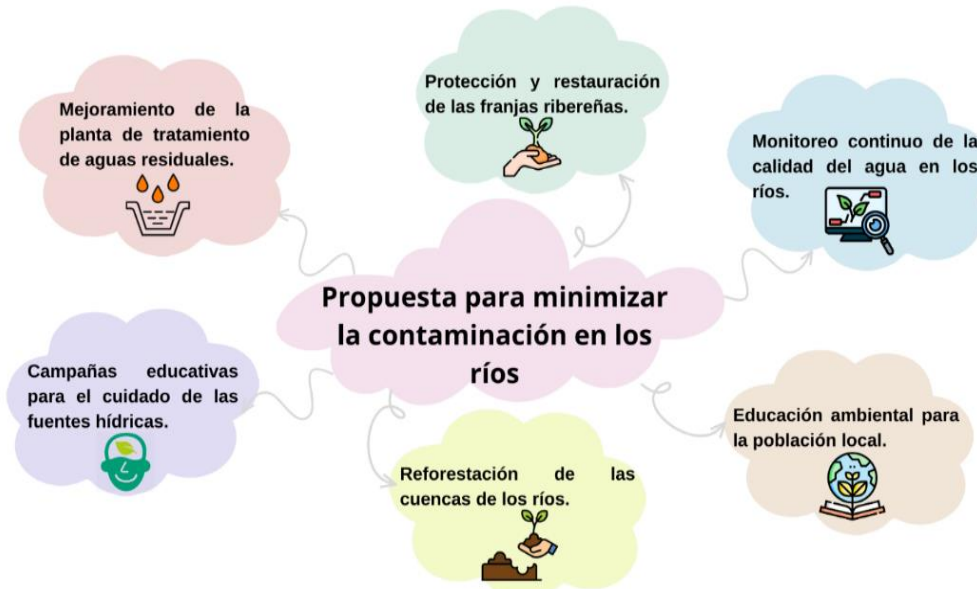 Mejoramiento de la
planta de tratamiento
de aguas residuales.
Protección y restauración
de las franjas ribereñas.
Monitoreo continuo de la
calidad del agua en los
ríos.
Propuesta para minimizar
la contaminación en los
ríos
Campañas educativas
para el cuidado de las
fuentes hídricas.
Reforestación de las
cuencas de los ríos.
Educación ambiental para
la población local.